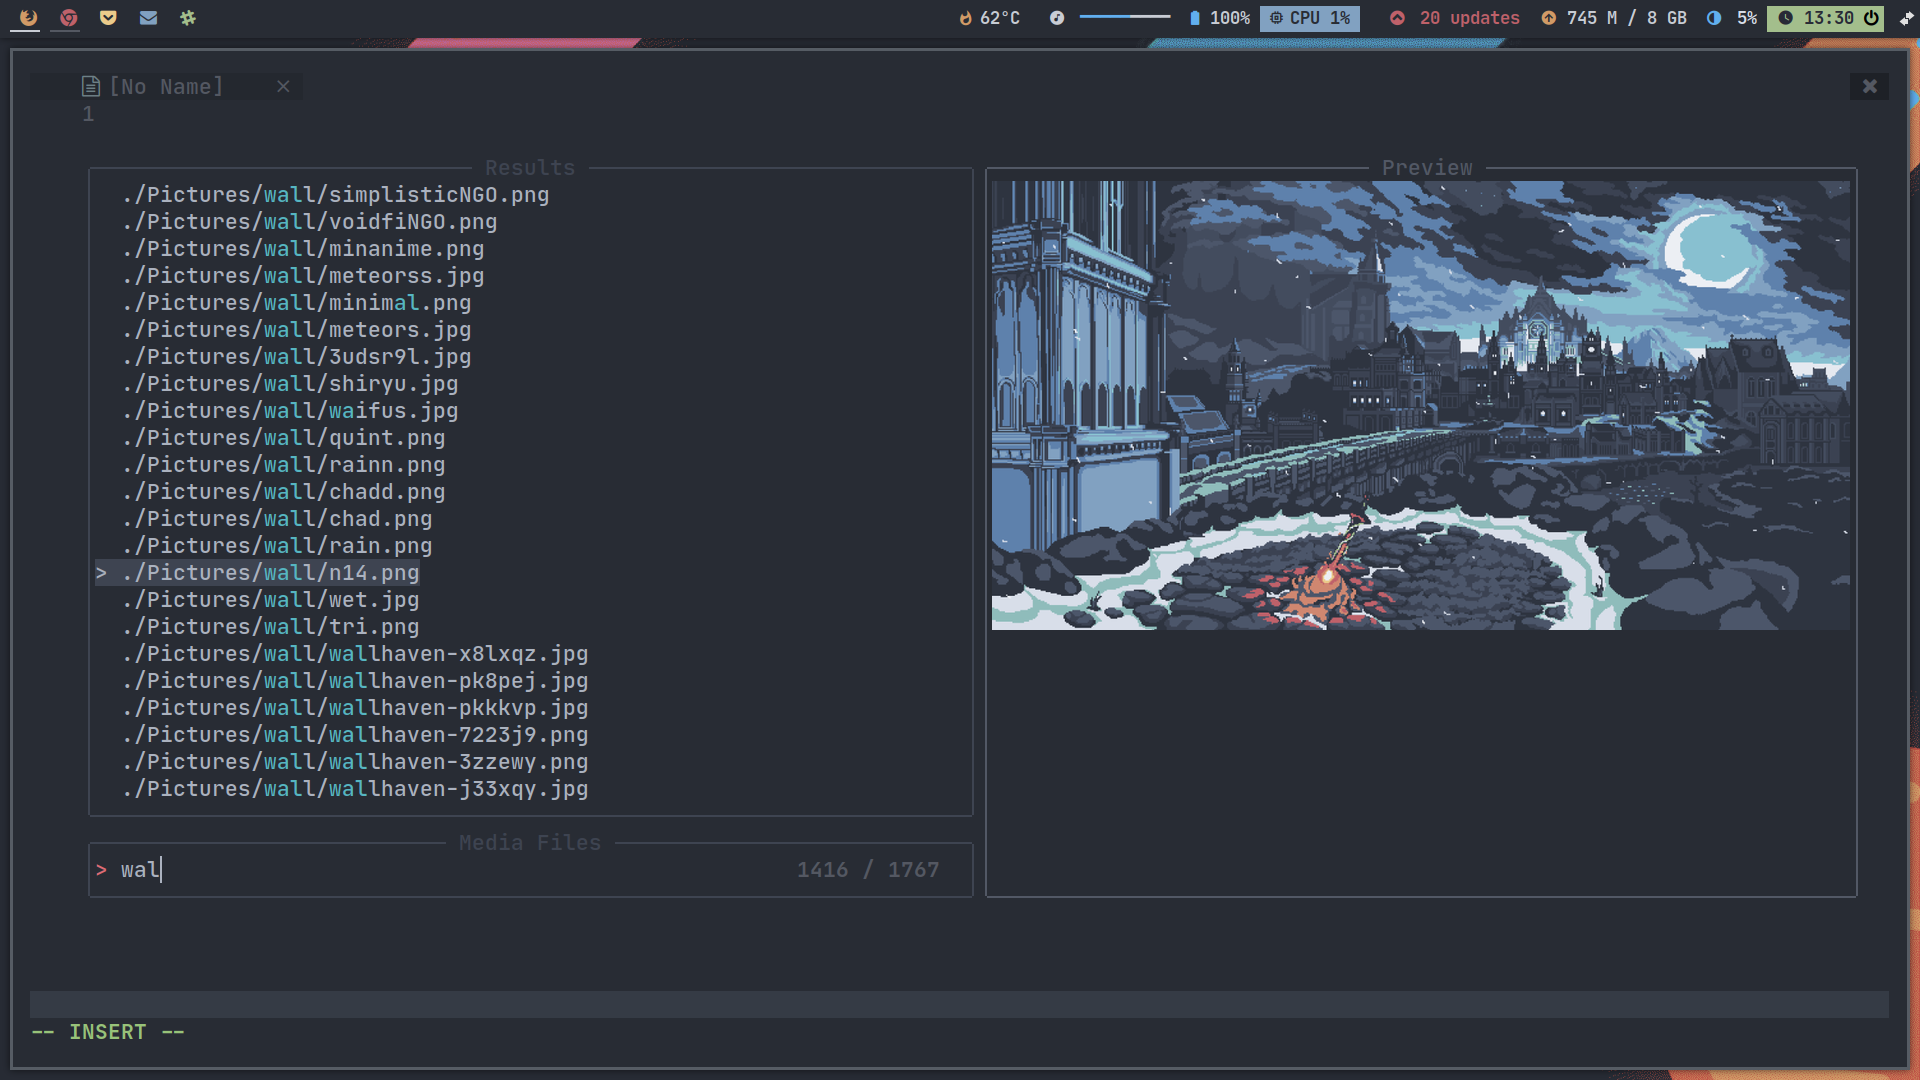 62°C 100% CPU 1% 20 updates 745 M / 8 GB 5% 13:30
[No Name] ×
1
Results
./Pictures/wall/simplisticNGO.png
./Pictures/wall/voidfiNGO.png
./Pictures/wall/minanime.png
./Pictures/wall/meteorss.jpg
./Pictures/wall/minimal.png
./Pictures/wall/meteors.jpg
./Pictures/wall/3udsr9l.jpg
./Pictures/wall/shiryu.jpg
./Pictures/wall/waifus.jpg
./Pictures/wall/quint.png
./Pictures/wall/rainn.png
./Pictures/wall/chadd.png
./Pictures/wall/chad.png
./Pictures/wall/rain.png
> ./Pictures/wall/n14.png
./Pictures/wall/wet.jpg
./Pictures/wall/tri.png
./Pictures/wall/wallhaven-x8lxqz.jpg
./Pictures/wall/wallhaven-pk8pej.jpg
./Pictures/wall/wallhaven-pkkkvp.jpg
./Pictures/wall/wallhaven-7223j9.png
./Pictures/wall/wallhaven-3zzewy.png
./Pictures/wall/wallhaven-j33xqy.jpg
Media Files
> wal 1416 / 1767
Preview
-- INSERT --